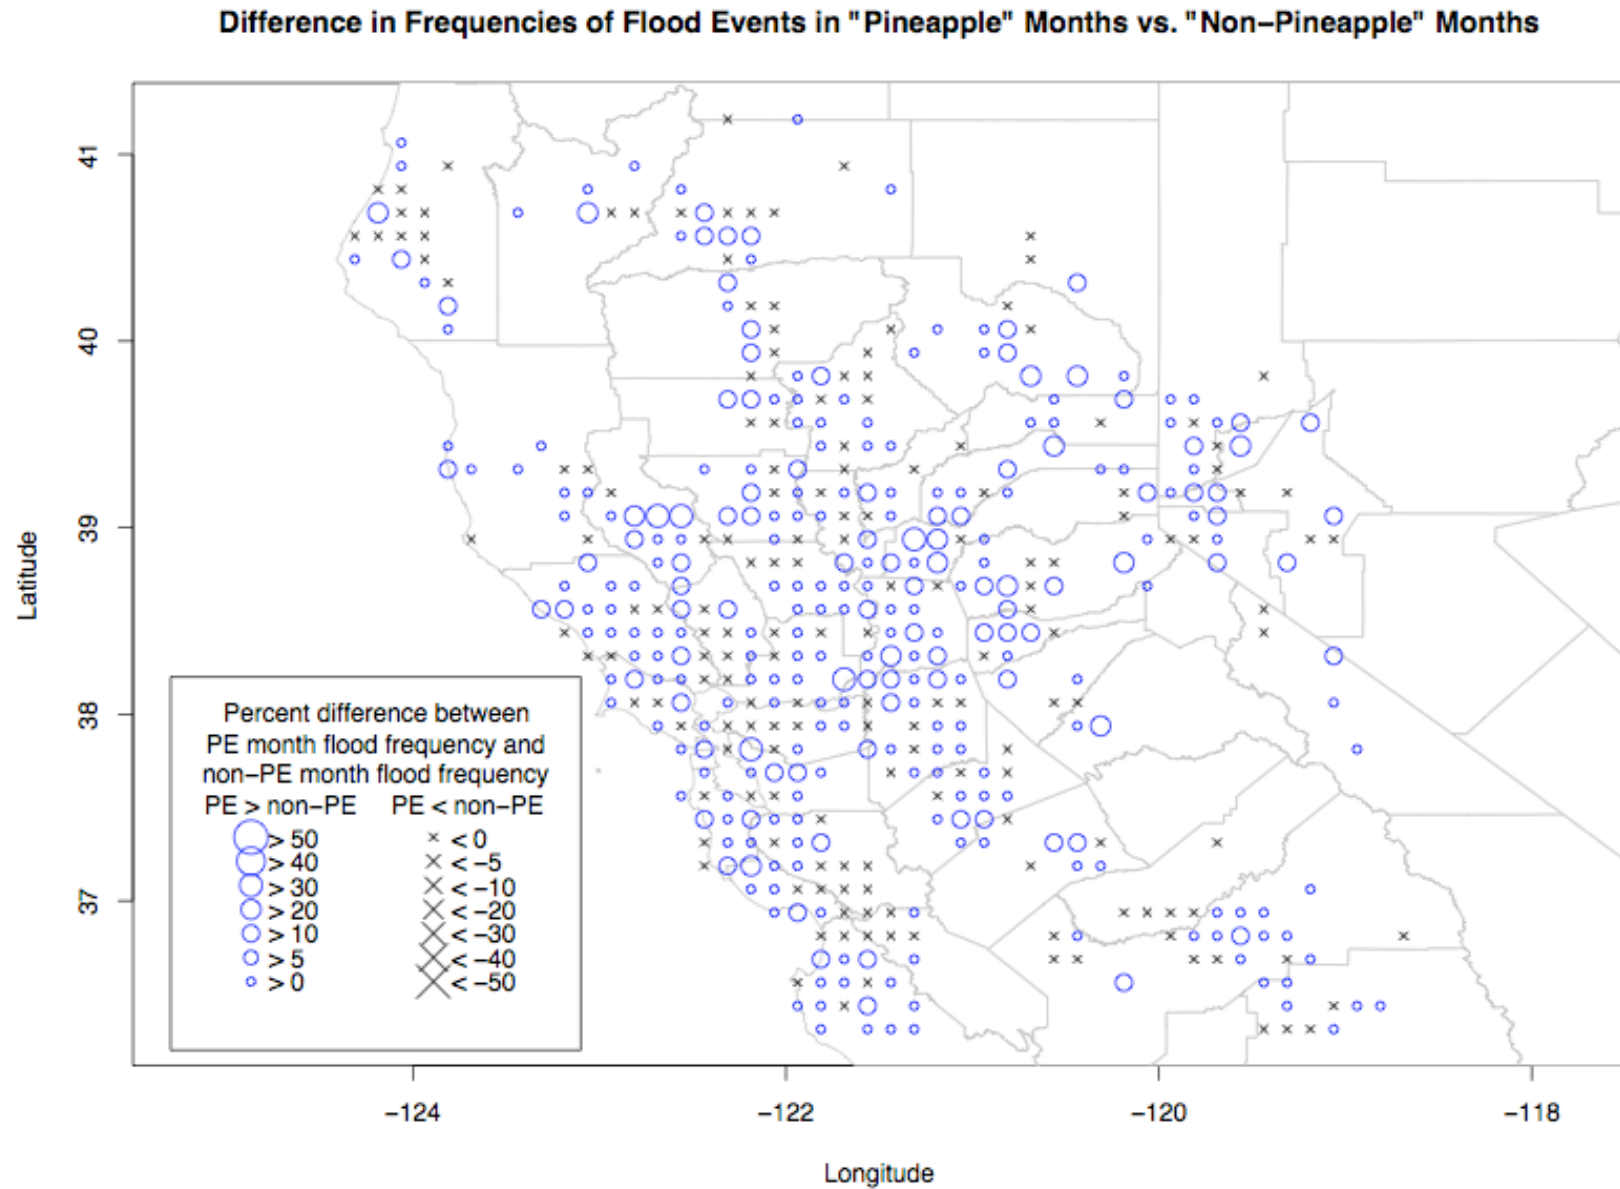 Difference in Frequencies of Flood Events in "Pineapple" Months vs. "Non−Pineapple" Months
41
40
39
38
37
Latitude
Percent difference between
PE month flood frequency and
non−PE month flood frequency
PE > non−PE PE < non−PE
> 50 < 0
> 40 < −5
> 30 < −10
> 20 < −20
> 10 < −30
> 5 < −40
> 0 < −50
−124 −122 −120 −118
Longitude